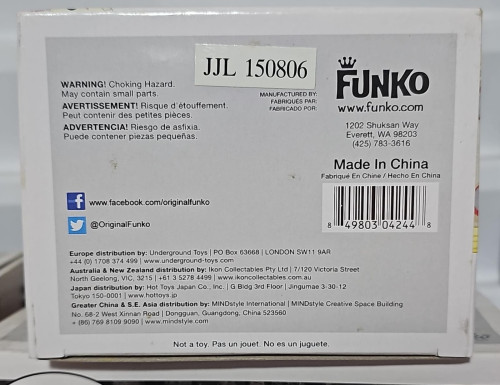 JJL 150806
WARNING! Choking Hazard.
May contain small parts.
AVERTISSEMENT! Risque d'étouffement.
Peut contenir des petites pièces.
ADVERTENCIA! Riesgo de asfixia.
Puede contener piezas pequeñas.
MANUFACTURED BY:
FABRIQUÉS PAR:
FABRICADO POR:
FUNKO
www.funko.com
1202 Shuksan Way
Everett, WA 98203
(425) 783-3616
Made In China
Fabriqué En Chine / Hecho En China
8 49803 04244 8
www.facebook.com/originalfunko
@OriginalFunko
Europe distribution by: Underground Toys | PO Box 63668 | LONDON SW11 9AR
+44 (0) 1708 374 499 | www.underground-toys.com
Australia & New Zealand distribution by: Ikon Collectables Pty Ltd | 7/120 Victoria Street
North Geelong, VIC, 3215 | +61 3 5278 4499 | www.ikoncollectables.com
Japan distribution by: Hot Toys Japan Co., Inc. | G Bldg 3rd Floor | Jingumae 3-30-12
Tokyo 150-0001 | www.hottoys.jp
Greater China & S.E. Asia distribution by: MINDstyle International | MINDstyle Creative Space Building
No. 68-2 West Xinnan Road | Dongguan, Guangdong, China 523560
+ (86) 769 8109 9090 | www.mindstyle.com
Not a toy. Pas un jouet. No es un juguete.